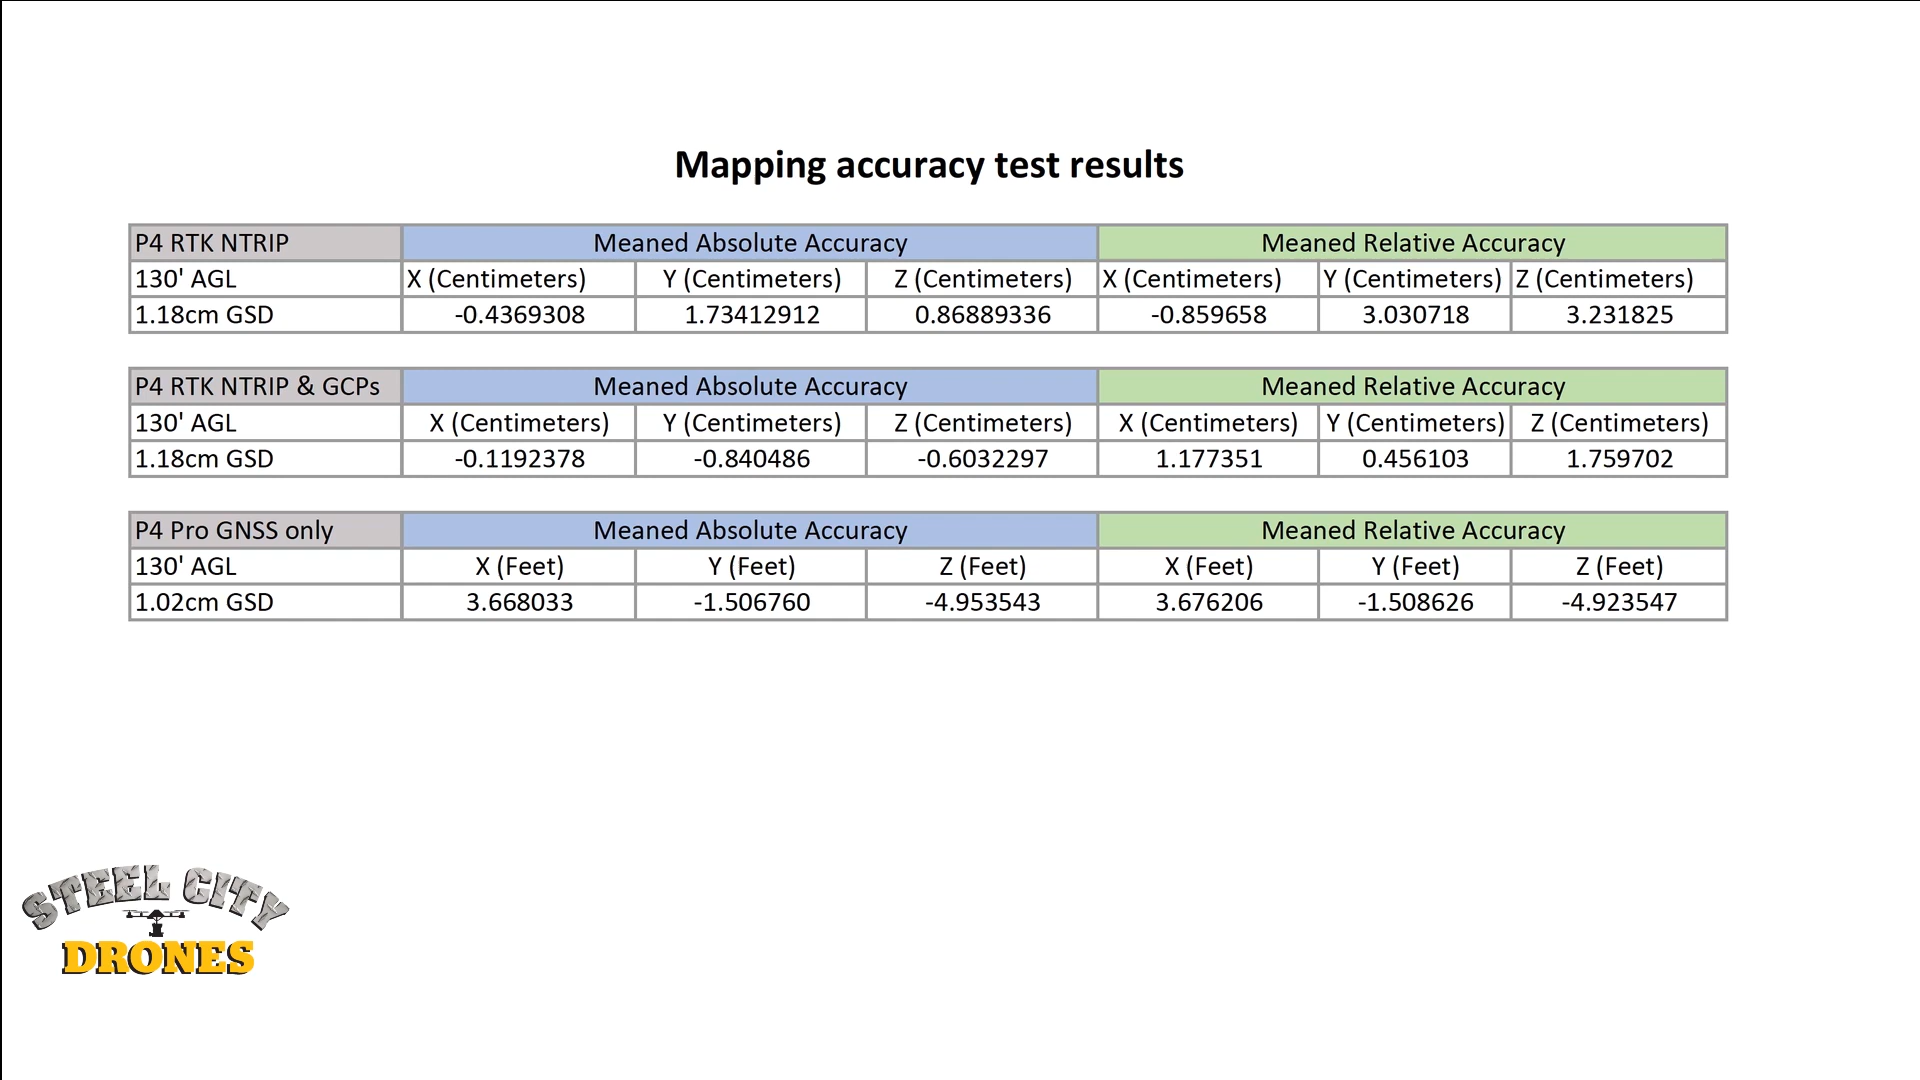 Mapping accuracy test results
P4 RTK NTRIP Meaned Absolute Accuracy Meaned Relative Accuracy
130' AGL X (Centimeters) Y (Centimeters) Z (Centimeters) X (Centimeters) Y (Centimeters) Z (Centimeters)
1.18cm GSD -0.4369308 1.73412912 0.86889336 -0.859658 3.030718 3.231825
P4 RTK NTRIP & GCPs Meaned Absolute Accuracy Meaned Relative Accuracy
130' AGL X (Centimeters) Y (Centimeters) Z (Centimeters) X (Centimeters) Y (Centimeters) Z (Centimeters)
1.18cm GSD -0.1192378 -0.840486 -0.6032297 1.177351 0.456103 1.759702
P4 Pro GNSS only Meaned Absolute Accuracy Meaned Relative Accuracy
130' AGL X (Feet) Y (Feet) Z (Feet) X (Feet) Y (Feet) Z (Feet)
1.02cm GSD 3.668033 -1.506760 -4.953543 3.676206 -1.508626 -4.923547
STEEL CITY
DRONES